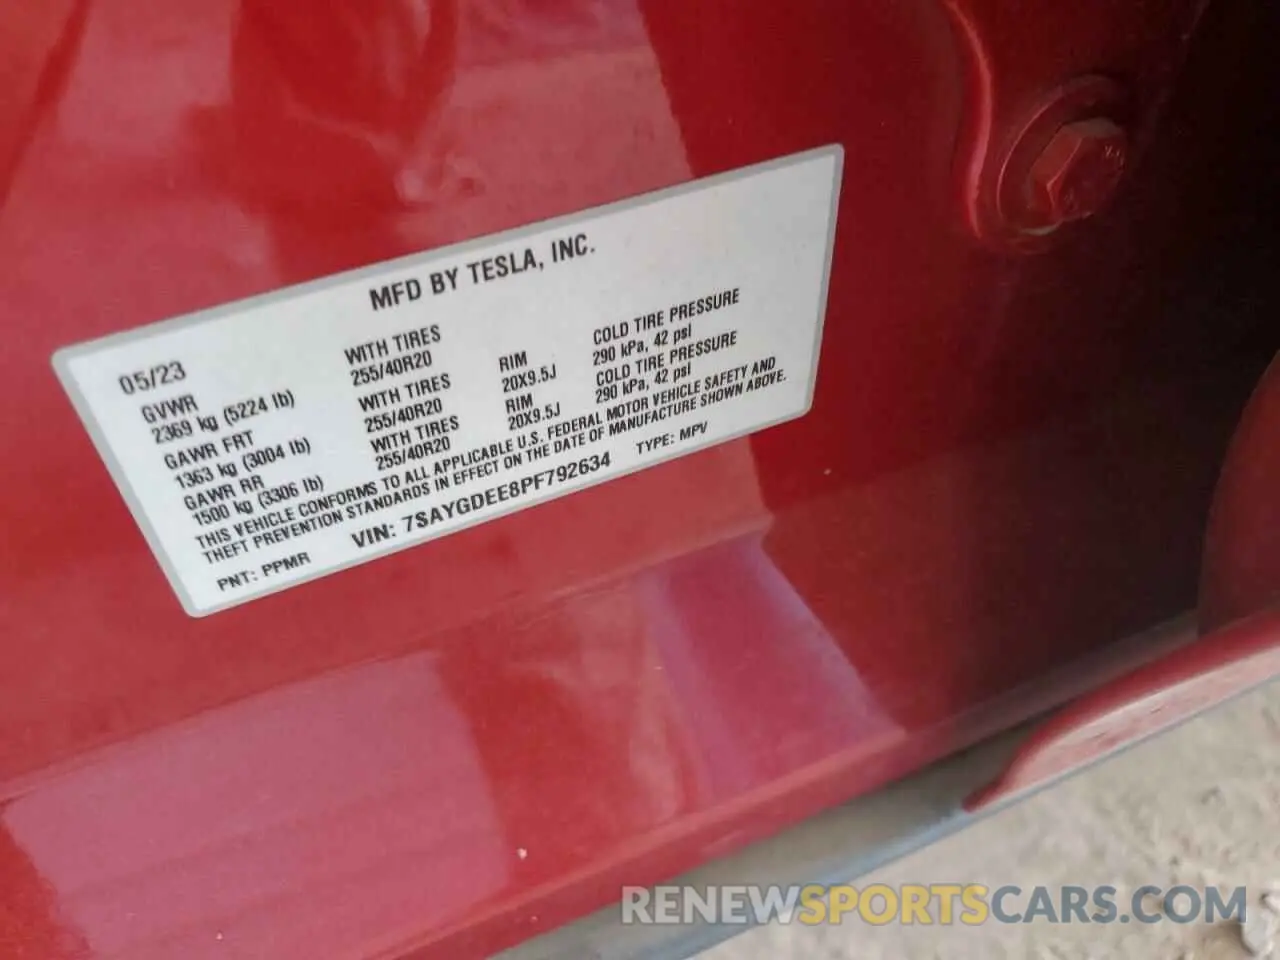 MFD BY TESLA, INC.
05/23
GVWR
2369 kg (5224 lb)
GAWR FRT
1363 kg (3004 lb)
GAWR RR
1500 kg (3306 lb)
WITH TIRES
255/40R20
WITH TIRES
255/40R20
WITH TIRES
255/40R20
RIM
20X9.5J
RIM
20X9.5J
COLD TIRE PRESSURE
290 kPa, 42 psi
COLD TIRE PRESSURE
290 kPa, 42 psi
THIS VEHICLE CONFORMS TO ALL APPLICABLE U.S. FEDERAL MOTOR VEHICLE SAFETY AND
THEFT PREVENTION STANDARDS IN EFFECT ON THE DATE OF MANUFACTURE SHOWN ABOVE.
PNT: PPMR
VIN: 7SAYGDEE8PF792634
TYPE: MPV
RENEWSPORTSCARS.COM